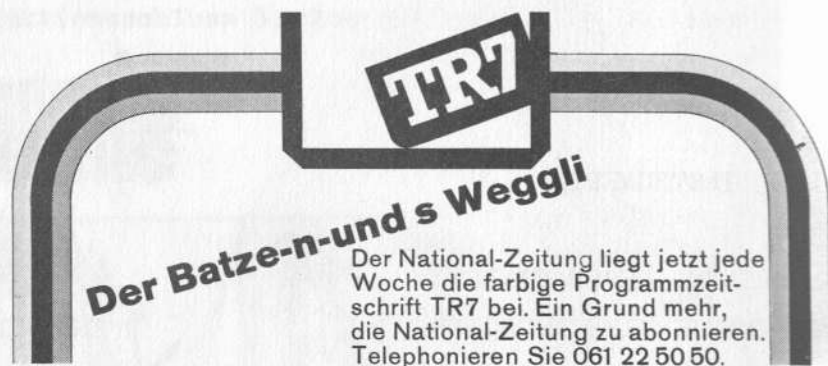 TR7
Der Batze-n-und s Weggli
Der National-Zeitung liegt jetzt jede
Woche die farbige Programmzeit-
schrift TR7 bei. Ein Grund mehr,
die National-Zeitung zu abonnieren.
Telephonieren Sie 061 22 50 50.